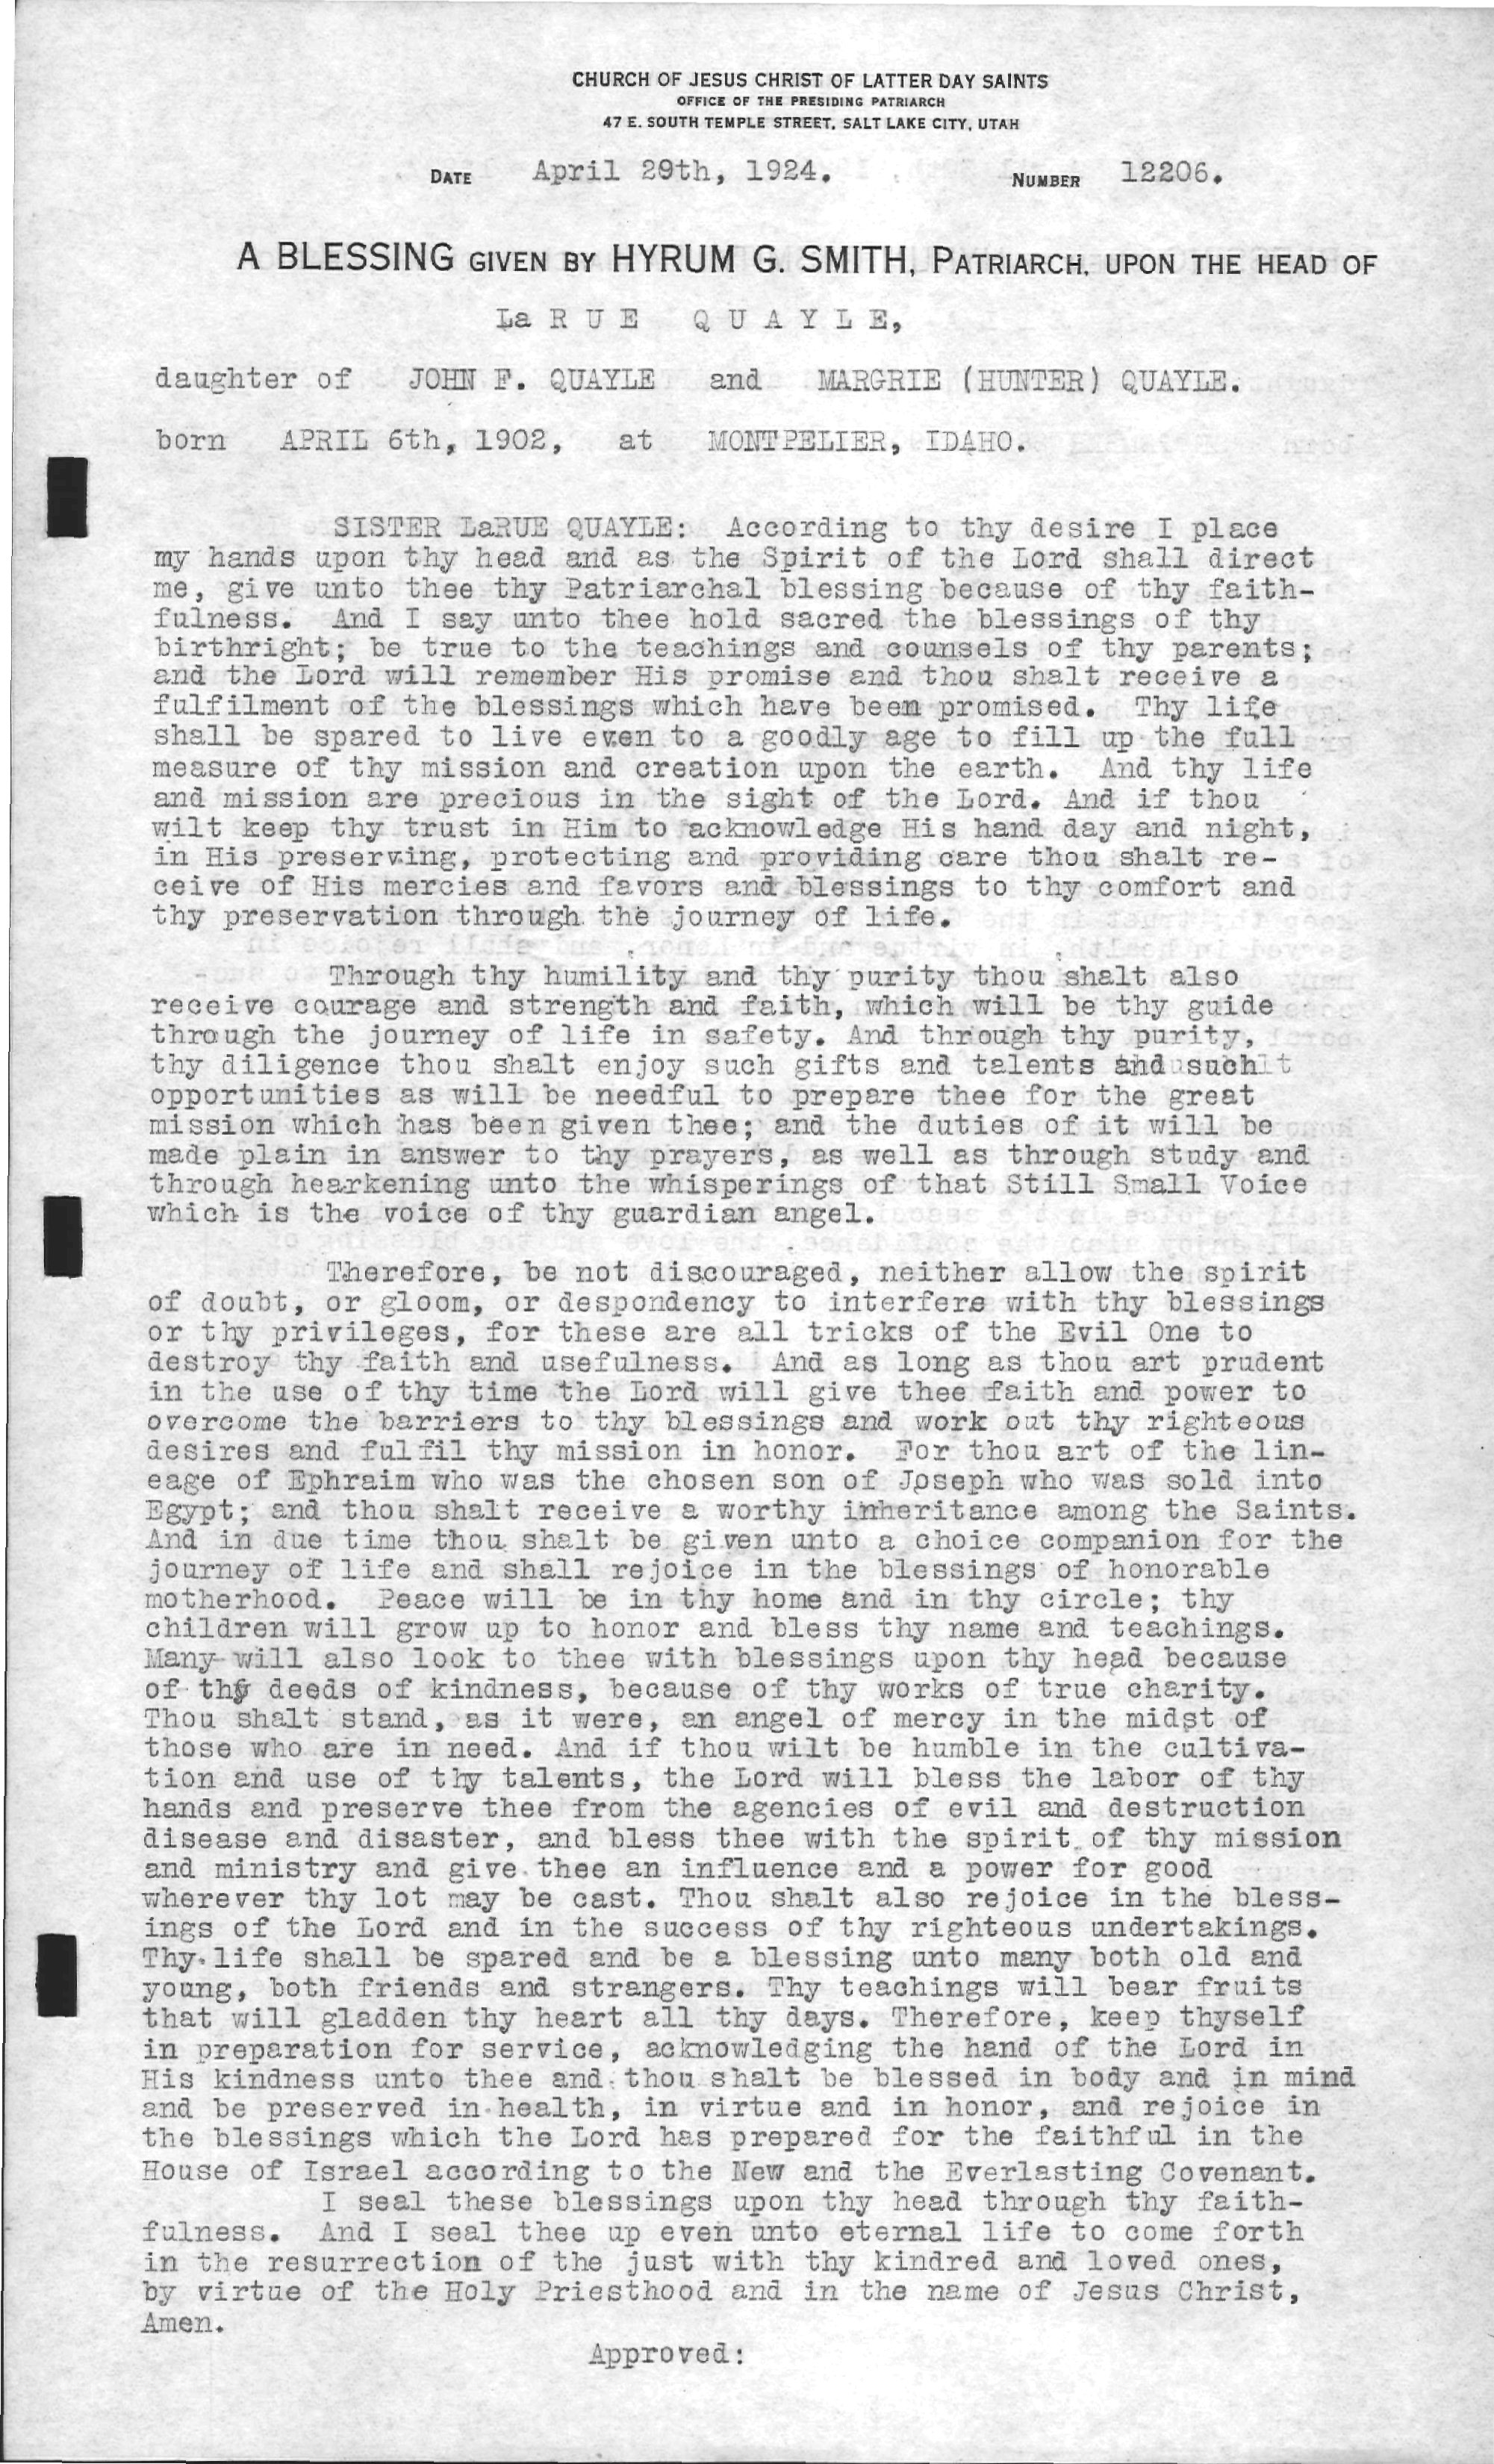 CHURCH OF JESUS CHRIST OF LATTER DAY SAINTS
OFFICE OF THE PRESIDING PATRIARCH
47 E. SOUTH TEMPLE STREET, SALT LAKE CITY, UTAH
DATE April 29th, 1924. NUMBER 12206.
A BLESSING GIVEN BY HYRUM G. SMITH, PATRIARCH, UPON THE HEAD OF
La R U E Q U A Y L E,
daughter of JOHN F. QUAYLE and MARGRIE (HUNTER) QUAYLE.
born APRIL 6th, 1902, at MONTPELIER, IDAHO.
SISTER LaRUE QUAYLE: According to thy desire I place
my hands upon thy head and as the Spirit of the Lord shall direct
me, give unto thee thy Patriarchal blessing because of thy faith-
fulness. And I say unto thee hold sacred the blessings of thy
birthright; be true to the teachings and counsels of thy parents;
and the Lord will remember His promise and thou shalt receive a
fulfilment of the blessings which have been promised. Thy life
shall be spared to live even to a goodly age to fill up the full
measure of thy mission and creation upon the earth. And thy life
and mission are precious in the sight of the Lord. And if thou
wilt keep thy trust in Him to acknowledge His hand day and night,
in His preserving, protecting and providing care thou shalt re-
ceive of His mercies and favors and blessings to thy comfort and
thy preservation through the journey of life.
Through thy humility and thy purity thou shalt also
receive courage and strength and faith, which will be thy guide
through the journey of life in safety. And through thy purity,
thy diligence thou shalt enjoy such gifts and talents and such
opportunities as will be needful to prepare thee for the great
mission which has been given thee; and the duties of it will be
made plain in answer to thy prayers, as well as through study and
through hearkening unto the whisperings of that Still Small Voice
which is the voice of thy guardian angel.
Therefore, be not discouraged, neither allow the spirit
of doubt, or gloom, or despondency to interfere with thy blessings
or thy privileges, for these are all tricks of the Evil One to
destroy thy faith and usefulness. And as long as thou art prudent
in the use of thy time the Lord will give thee faith and power to
overcome the barriers to thy blessings and work out thy righteous
desires and fulfil thy mission in honor. For thou art of the lin-
eage of Ephraim who was the chosen son of Joseph who was sold into
Egypt; and thou shalt receive a worthy inheritance among the Saints.
And in due time thou shalt be given unto a choice companion for the
journey of life and shall rejoice in the blessings of honorable
motherhood. Peace will be in thy home and in thy circle; thy
children will grow up to honor and bless thy name and teachings.
Many will also look to thee with blessings upon thy head because
of thy deeds of kindness, because of thy works of true charity.
Thou shalt stand, as it were, an angel of mercy in the midst of
those who are in need. And if thou wilt be humble in the cultiva-
tion and use of thy talents, the Lord will bless the labor of thy
hands and preserve thee from the agencies of evil and destruction
disease and disaster, and bless thee with the spirit of thy mission
and ministry and give thee an influence and a power for good
wherever thy lot may be cast. Thou shalt also rejoice in the bless-
ings of the Lord and in the success of thy righteous undertakings.
Thy life shall be spared and be a blessing unto many both old and
young, both friends and strangers. Thy teachings will bear fruits
that will gladden thy heart all thy days. Therefore, keep thyself
in preparation for service, acknowledging the hand of the Lord in
His kindness unto thee and thou shalt be blessed in body and in mind
and be preserved in health, in virtue and in honor, and rejoice in
the blessings which the Lord has prepared for the faithful in the
House of Israel according to the New and the Everlasting Covenant.
I seal these blessings upon thy head through thy faith-
fulness. And I seal thee up even unto eternal life to come forth
in the resurrection of the just with thy kindred and loved ones,
by virtue of the Holy Priesthood and in the name of Jesus Christ,
Amen.
Approved: